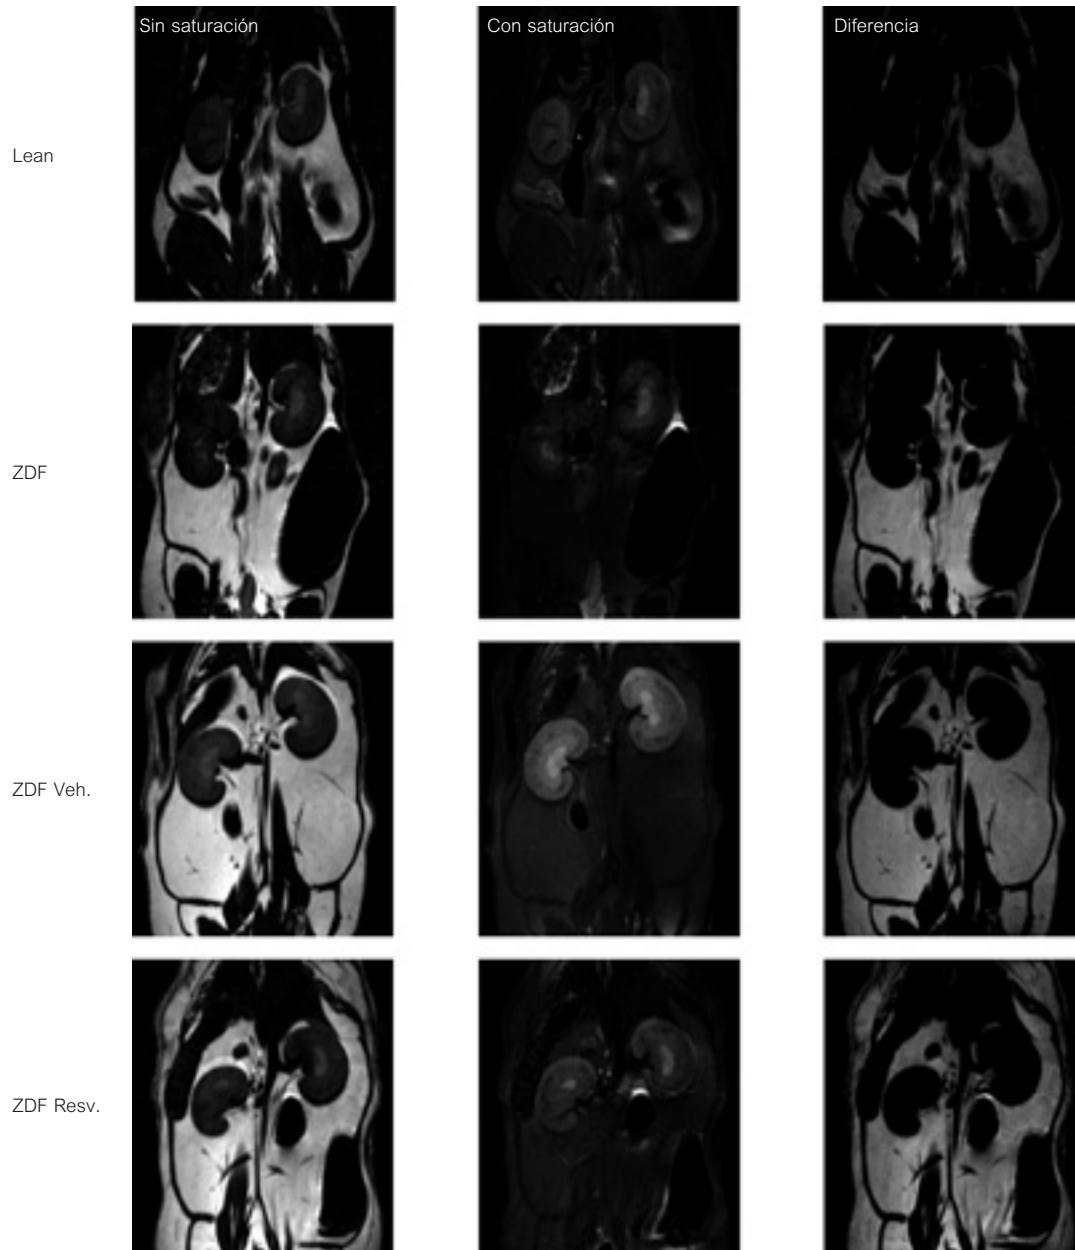 Sin saturación
Con saturación
Diferencia
Lean
ZDF
ZDF Veh.
ZDF Resv.